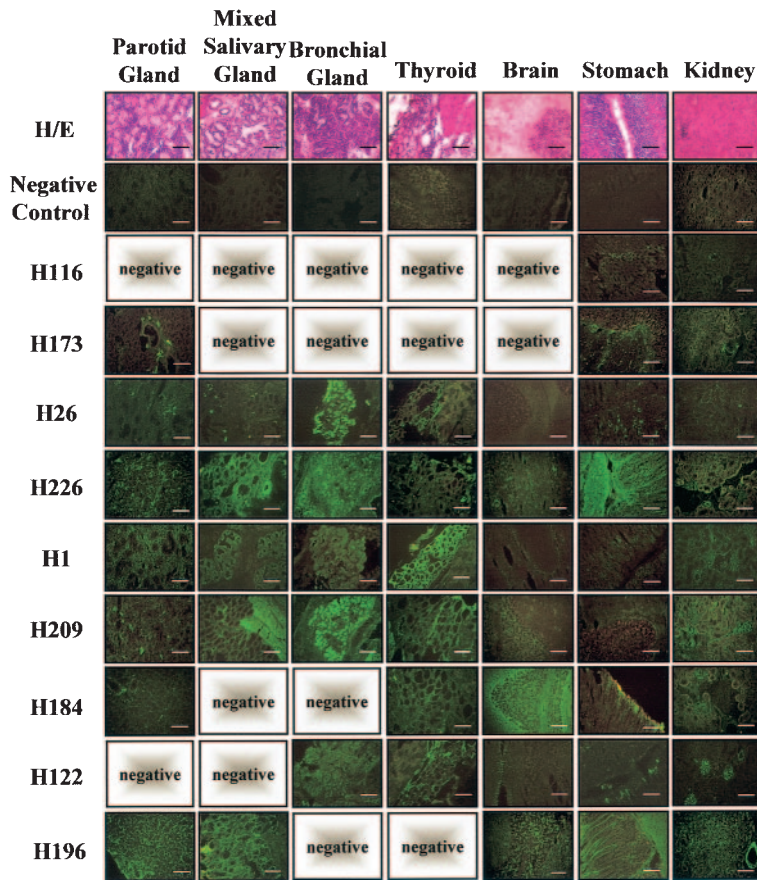 Parotid Gland
Mixed Salivary Gland
Bronchial Gland
Thyroid
Brain
Stomach
Kidney
H/E
Negative Control
H116
negative
negative
negative
negative
negative
H173
negative
negative
negative
negative
H26
H226
H1
H209
H184
negative
negative
H122
negative
negative
H196
negative
negative